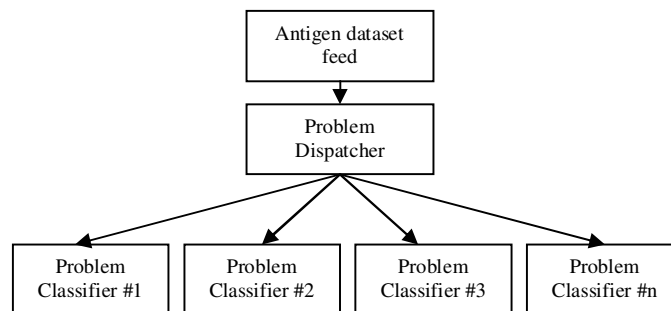 Antigen dataset
feed
Problem
Dispatcher
Problem
Classifier #1
Problem
Classifier #2
Problem
Classifier #3
Problem
Classifier #n